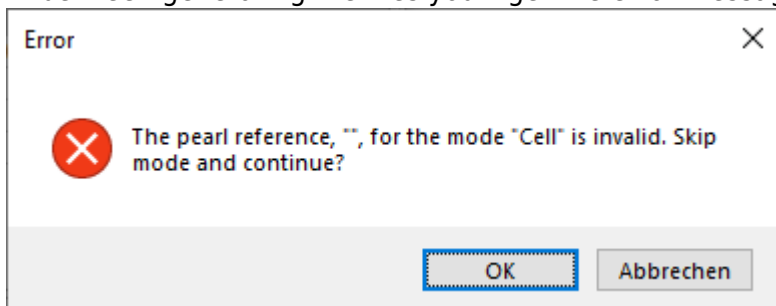 Error
The pearl reference, "", for the mode "Cell" is invalid. Skip
mode and continue?
OK
Abbrechen